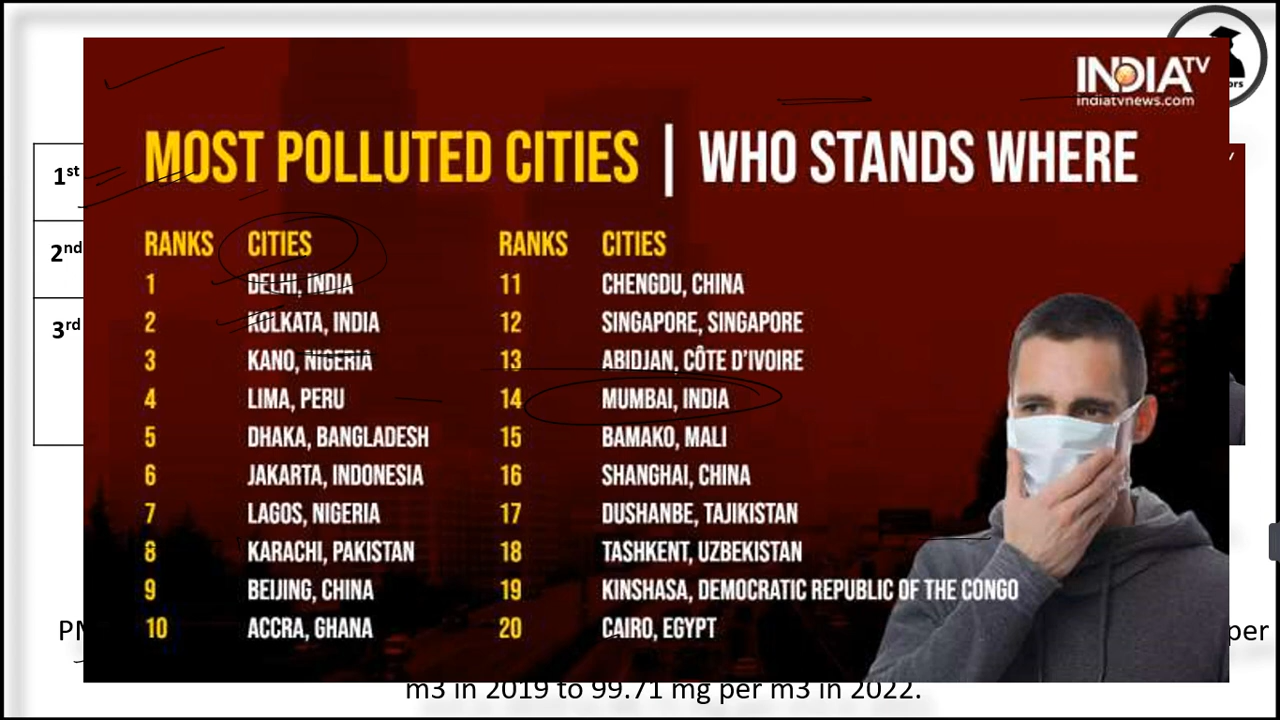 INDIA TV
indiatvnews.com
ors
MOST POLLUTED CITIES | WHO STANDS WHERE
1st
2nd
3rd
RANKS CITIES
1 DELHI, INDIA
2 KOLKATA, INDIA
3 KANO, NIGERIA
4 LIMA, PERU
5 DHAKA, BANGLADESH
6 JAKARTA, INDONESIA
7 LAGOS, NIGERIA
8 KARACHI, PAKISTAN
9 BEIJING, CHINA
10 ACCRA, GHANA
RANKS CITIES
11 CHENGDU, CHINA
12 SINGAPORE, SINGAPORE
13 ABIDJAN, CÔTE D'IVOIRE
14 MUMBAI, INDIA
15 BAMAKO, MALI
16 SHANGHAI, CHINA
17 DUSHANBE, TAJIKISTAN
18 TASHKENT, UZBEKISTAN
19 KINSHASA, DEMOCRATIC REPUBLIC OF THE CONGO
20 CAIRO, EGYPT
per
m3 in 2019 to 99.71 mg per m3 in 2022.